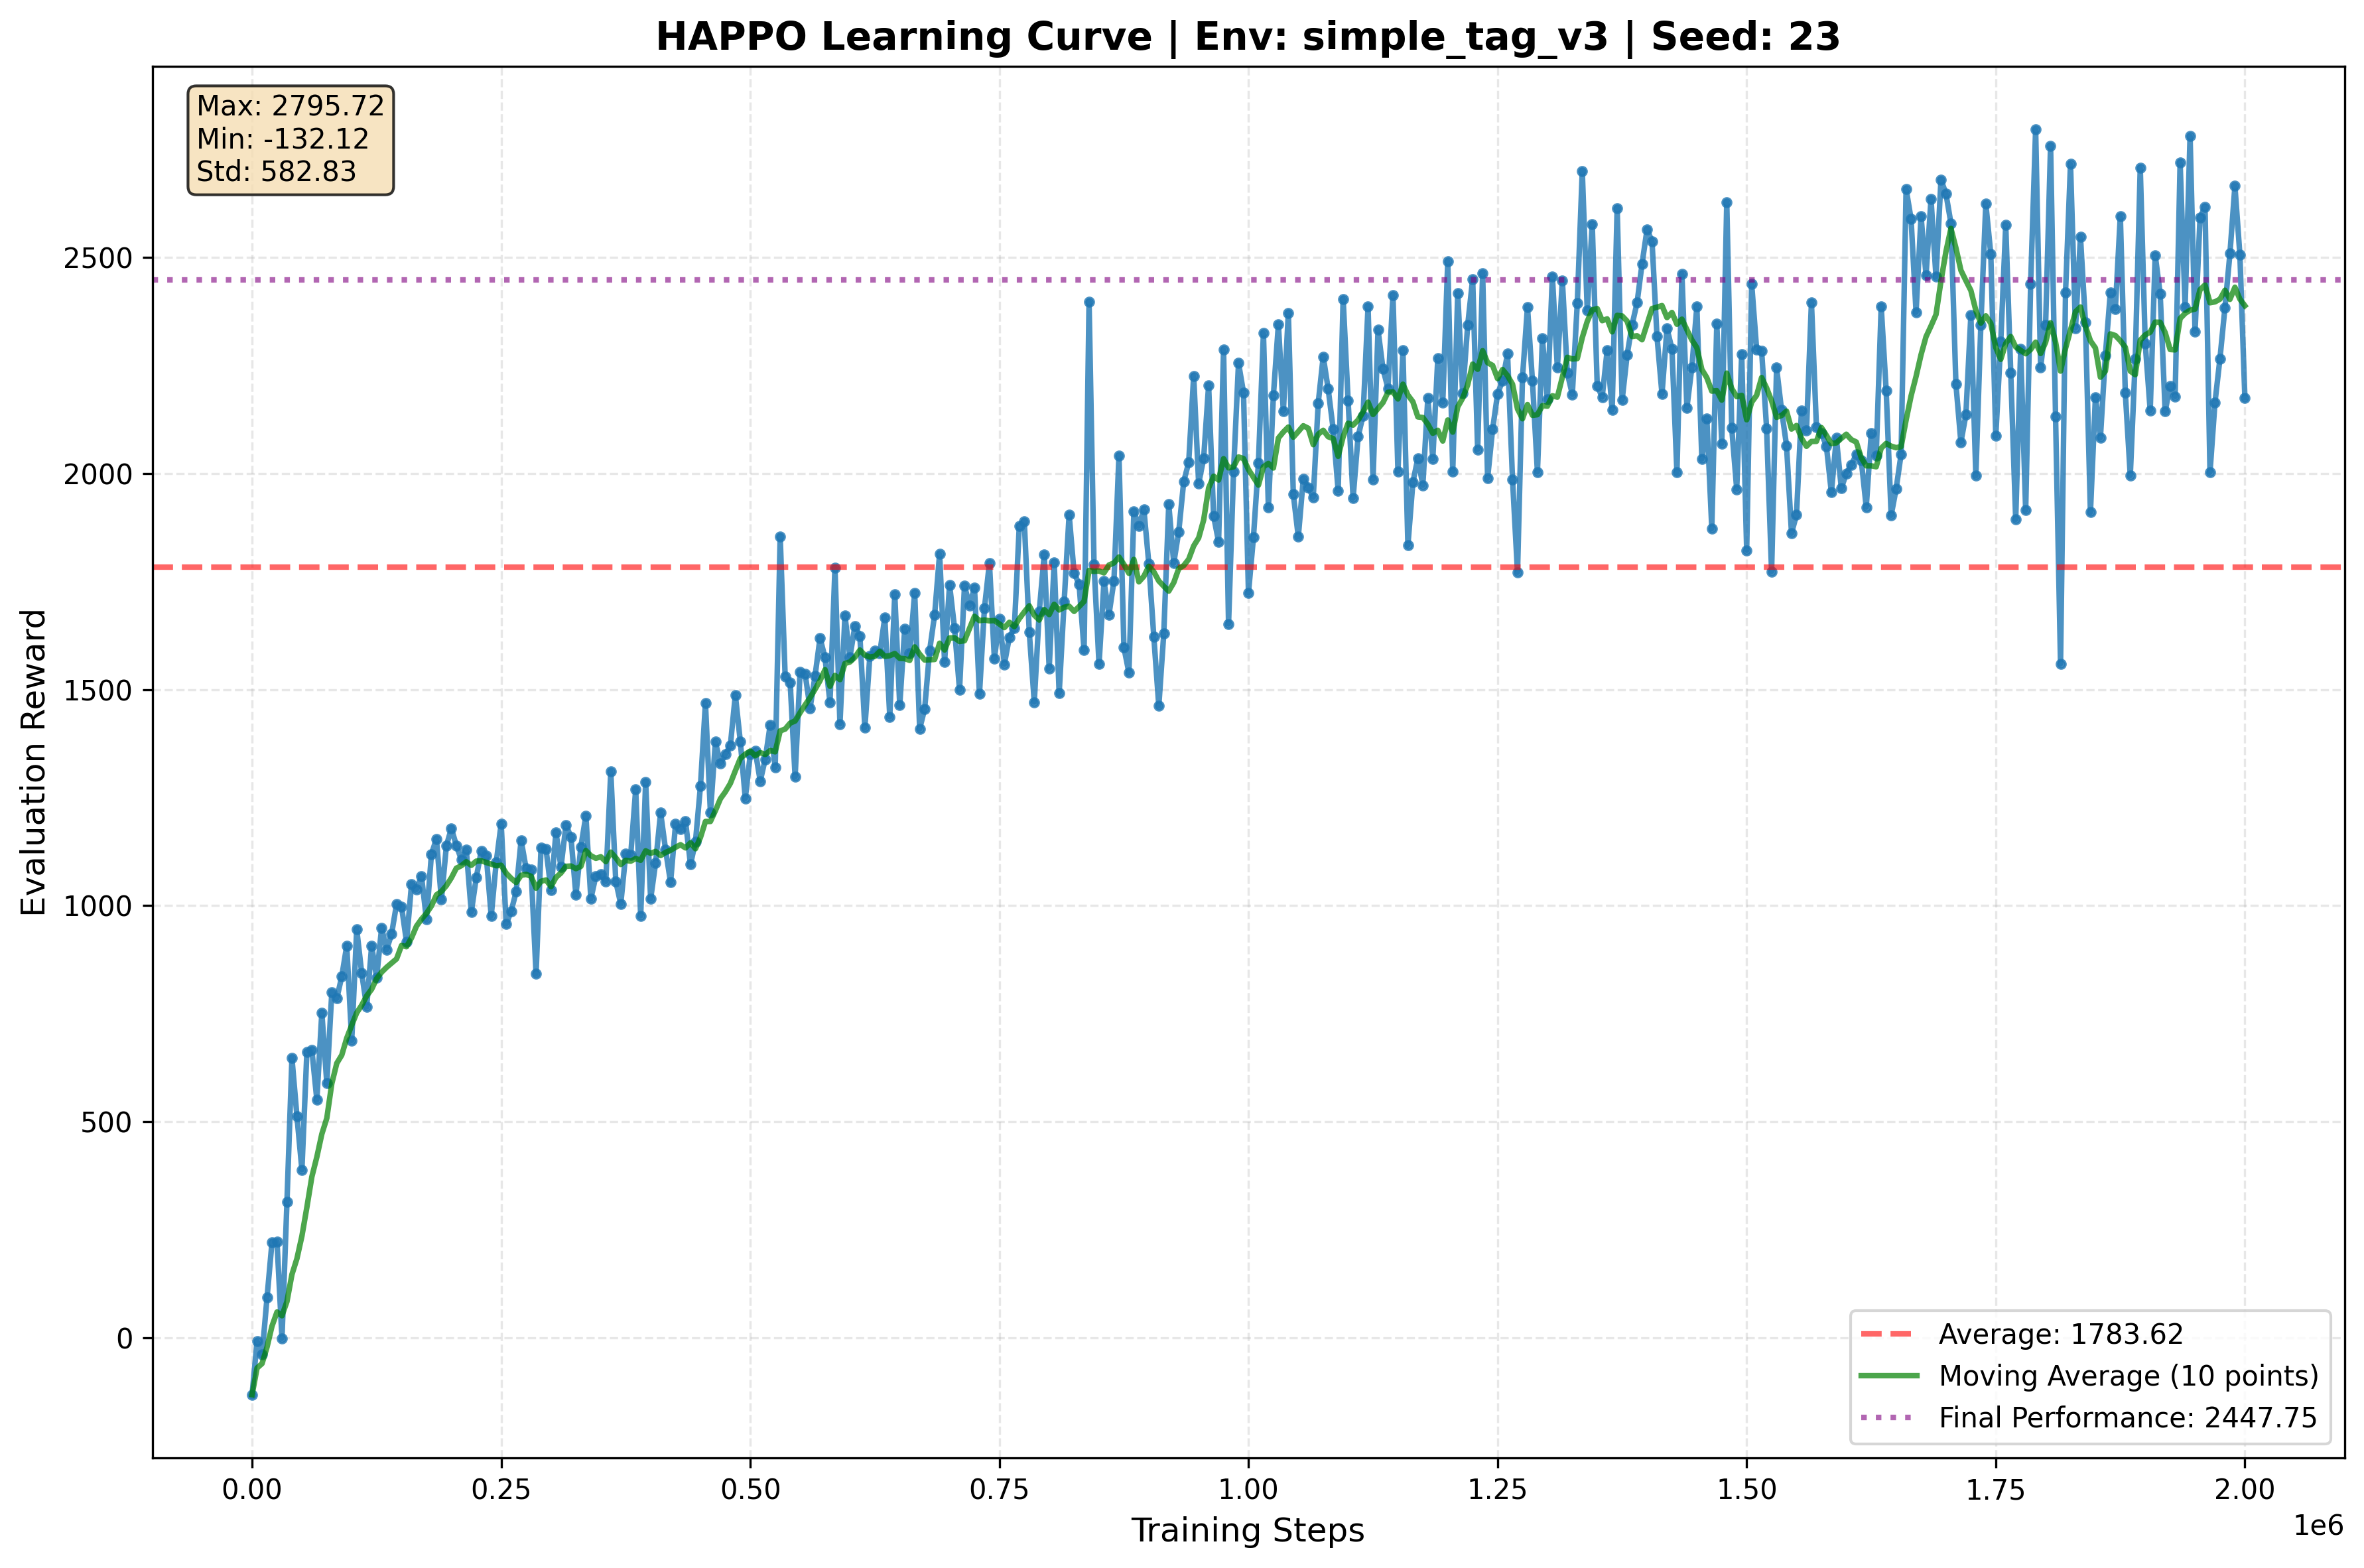 HAPPO Learning Curve | Env: simple_tag_v3 | Seed: 23
Max: 2795.72
Min: -132.12
Std: 582.83
Evaluation Reward
2500
2000
1500
1000
500
0
Average: 1783.62
Moving Average (10 points)
Final Performance: 2447.75
0.00 0.25 0.50 0.75 1.00 1.25 1.50 1.75 2.00
1e6
Training Steps